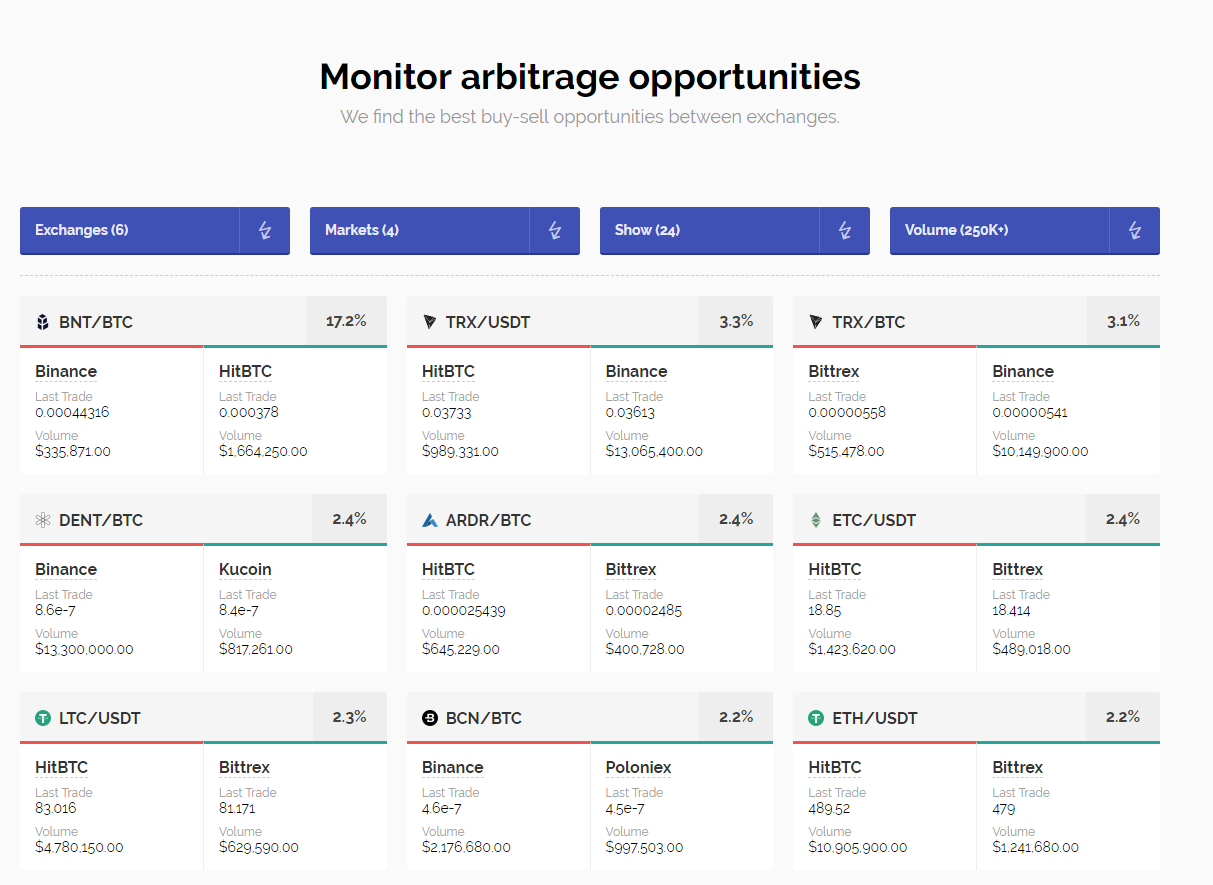 Monitor arbitrage opportunities
We find the best buy-sell opportunities between exchanges.
Exchanges (6)
Markets (4)
Show (24)
Volume (250K+)
BNT/BTC
17.2%
Binance
Last Trade
0.00044316
Volume
$335,871.00
HitBTC
Last Trade
0.000378
Volume
$1,664,250.00
TRX/USDT
3.3%
HitBTC
Last Trade
0.03733
Volume
$989,331.00
Binance
Last Trade
0.03613
Volume
$13,065,400.00
TRX/BTC
3.1%
Bittrex
Last Trade
0.00000558
Volume
$515,478.00
Binance
Last Trade
0.00000541
Volume
$10,149,900.00
DENT/BTC
2.4%
Binance
Last Trade
8.6e-7
Volume
$13,300,000.00
Kucoin
Last Trade
8.4e-7
Volume
$817,261.00
ARDR/BTC
2.4%
HitBTC
Last Trade
0.000025439
Volume
$645,229.00
Bittrex
Last Trade
0.00002485
Volume
$400,728.00
ETC/USDT
2.4%
HitBTC
Last Trade
18.85
Volume
$1,423,620.00
Bittrex
Last Trade
18.414
Volume
$489,018.00
LTC/USDT
2.3%
HitBTC
Last Trade
83.016
Volume
$4,780,150.00
Bittrex
Last Trade
81.171
Volume
$629,590.00
BCN/BTC
2.2%
Binance
Last Trade
4.6e-7
Volume
$2,176,680.00
Poloniex
Last Trade
4.5e-7
Volume
$997,503.00
ETH/USDT
2.2%
HitBTC
Last Trade
489.52
Volume
$10,905,900.00
Bittrex
Last Trade
479
Volume
$1,241,680.00